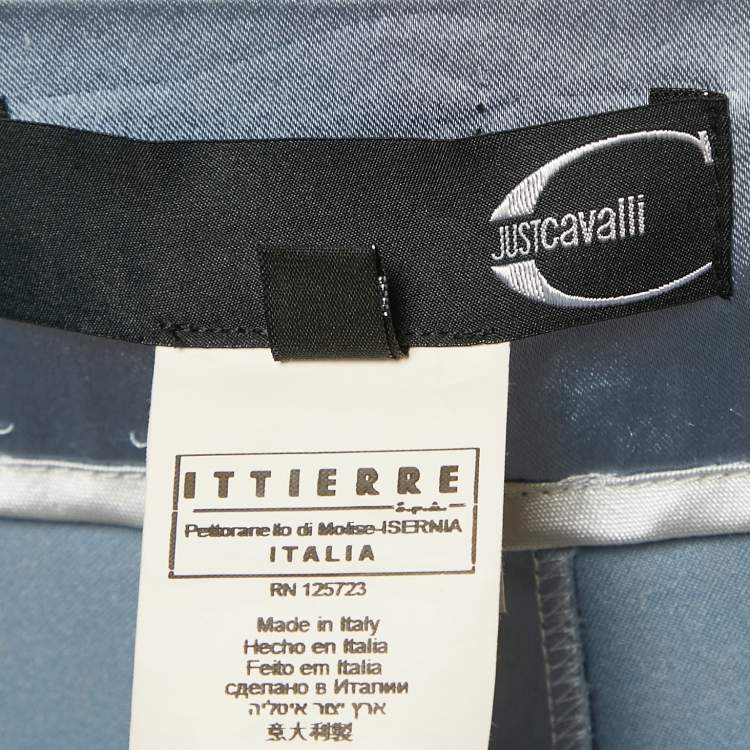 JUSTcavalli
ITTIERRE
S.p.A.
Pettoranello di Molise-ISERNIA
ITALIA
RN 125723
Made in Italy
Hecho en Italia
Feito em Italia
сделано в Италии
ארץ יצור איטליה
意大利製